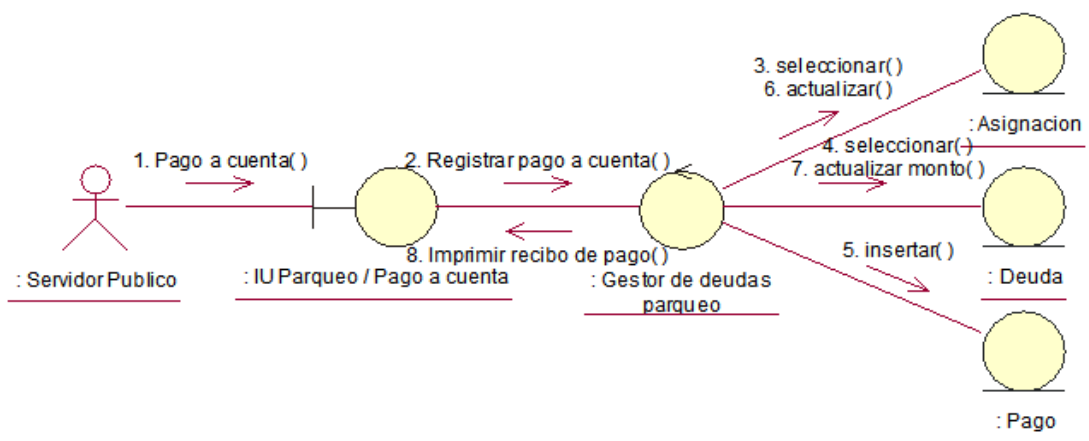 3. seleccionar( )
6. actualizar( )
: Asignacion
1. Pago a cuenta( )
2. Registrar pago a cuenta( )
4. seleccionar( )
7. actualizar monto( )
8. Imprimir recibo de pago( )
5. insertar( )
: Servidor Publico
: IU Parqueo / Pago a cuenta
: Gestor de deudas
parqueo
: Deuda
: Pago